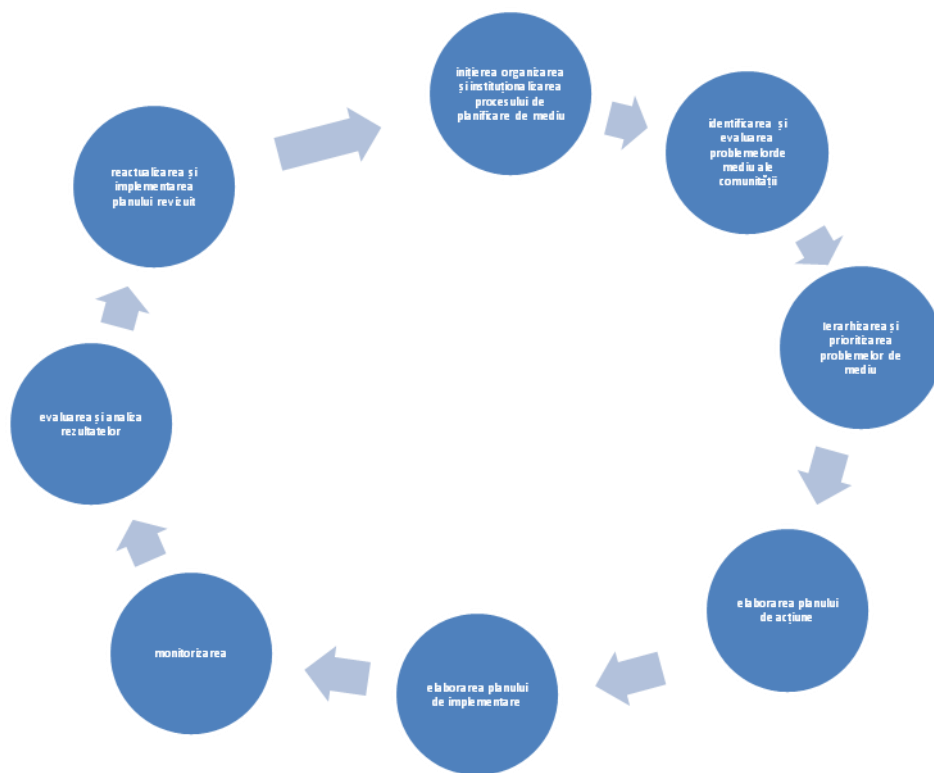 inițierea organizarea
și instituționalizarea
procesului de
planificare de mediu
identificarea și
evaluarea
problemelorde
mediu ale
comunității
Ierarhizarea și
prioritizarea
problemelor de
mediu
elaborarea planului
de acțiune
elaborarea planului
de implementare
monitorizarea
evaluarea și analiza
rezultatelor
reactualizarea și
implementarea
planului revizuit